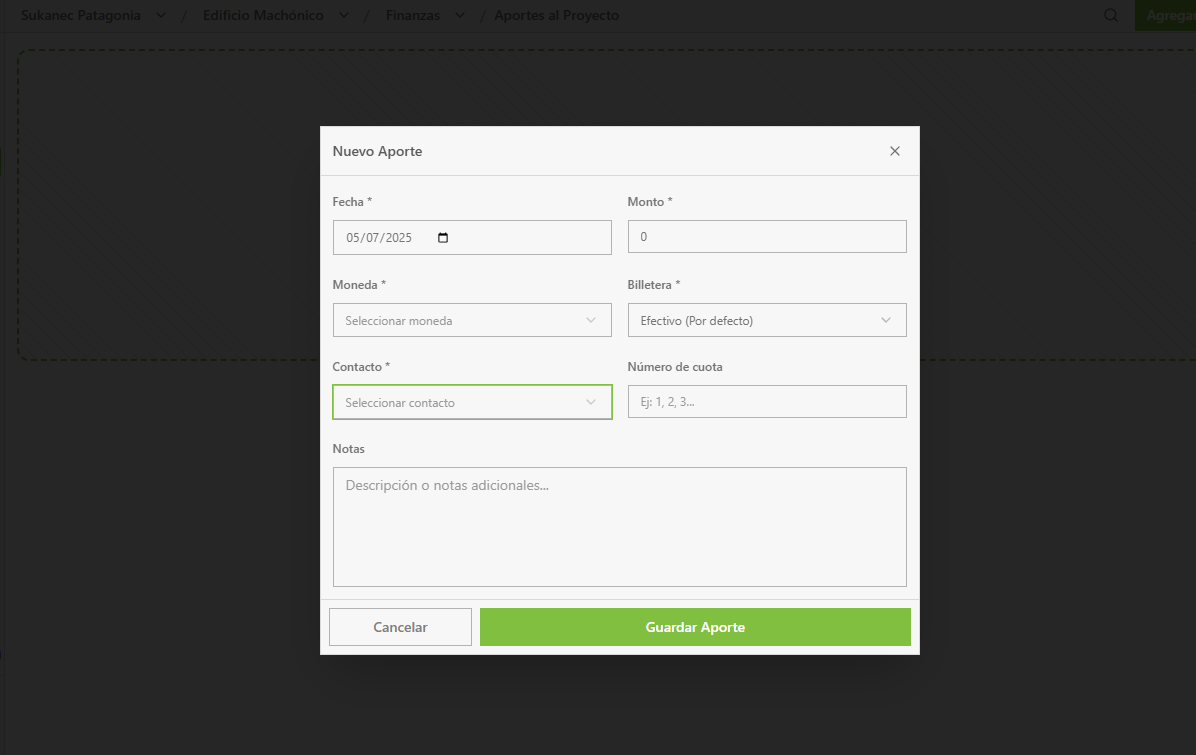 Sukanec Patagonia / Edificio Machónico / Finanzas / Aportes al Proyecto
Nuevo Aporte
Fecha * Monto *
05/07/2025 0
Moneda * Billetera *
Seleccionar moneda Efectivo (Por defecto)
Contacto * Número de cuota
Seleccionar contacto Ej: 1, 2, 3...
Notas
Descripción o notas adicionales...
Cancelar Guardar Aporte